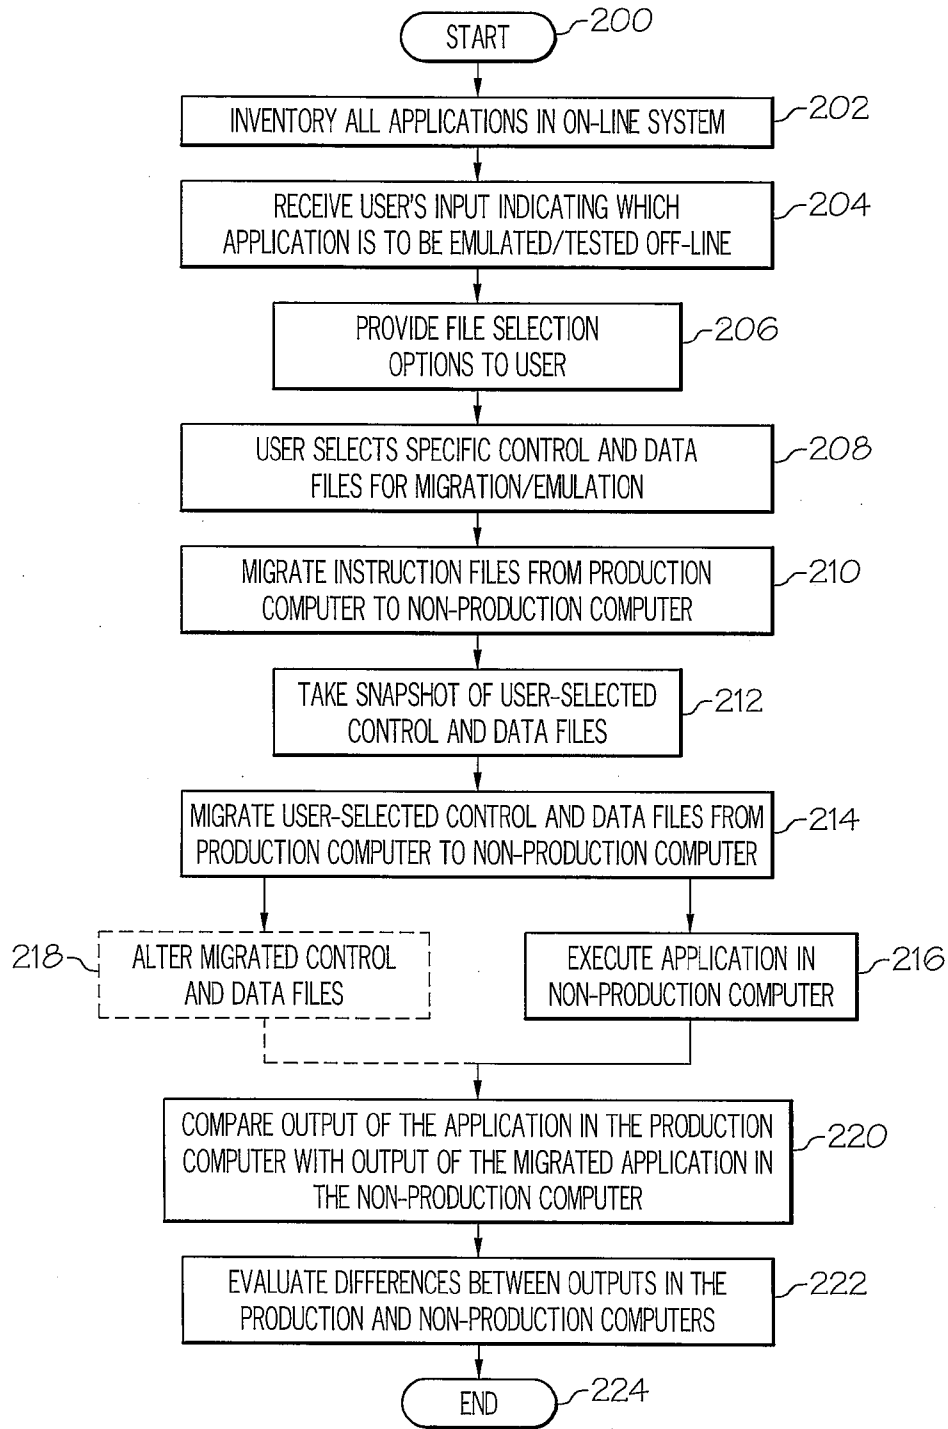 START
200
INVENTORY ALL APPLICATIONS IN ON-LINE SYSTEM
202
RECEIVE USER'S INPUT INDICATING WHICH
APPLICATION IS TO BE EMULATED/TESTED OFF-LINE
204
PROVIDE FILE SELECTION
OPTIONS TO USER
206
USER SELECTS SPECIFIC CONTROL AND DATA
FILES FOR MIGRATION/EMULATION
208
MIGRATE INSTRUCTION FILES FROM PRODUCTION
COMPUTER TO NON-PRODUCTION COMPUTER
210
TAKE SNAPSHOT OF USER-SELECTED
CONTROL AND DATA FILES
212
MIGRATE USER-SELECTED CONTROL AND DATA FILES FROM
PRODUCTION COMPUTER TO NON-PRODUCTION COMPUTER
214
218
ALTER MIGRATED CONTROL
AND DATA FILES
EXECUTE APPLICATION IN
NON-PRODUCTION COMPUTER
216
COMPARE OUTPUT OF THE APPLICATION IN THE PRODUCTION
COMPUTER WITH OUTPUT OF THE MIGRATED APPLICATION IN
THE NON-PRODUCTION COMPUTER
220
EVALUATE DIFFERENCES BETWEEN OUTPUTS IN THE
PRODUCTION AND NON-PRODUCTION COMPUTERS
222
END
224